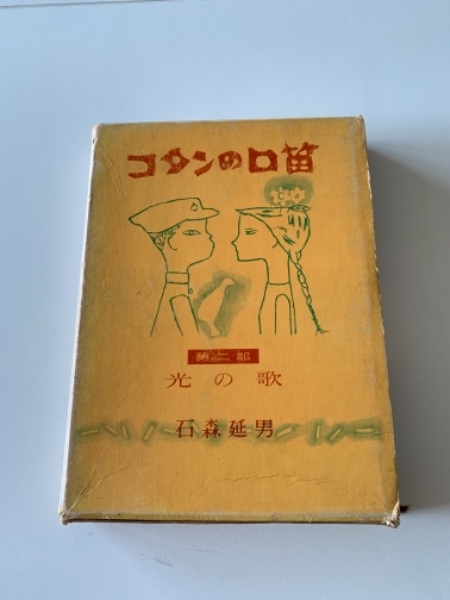 コタンの口笛
第二部
光の歌
石森延男